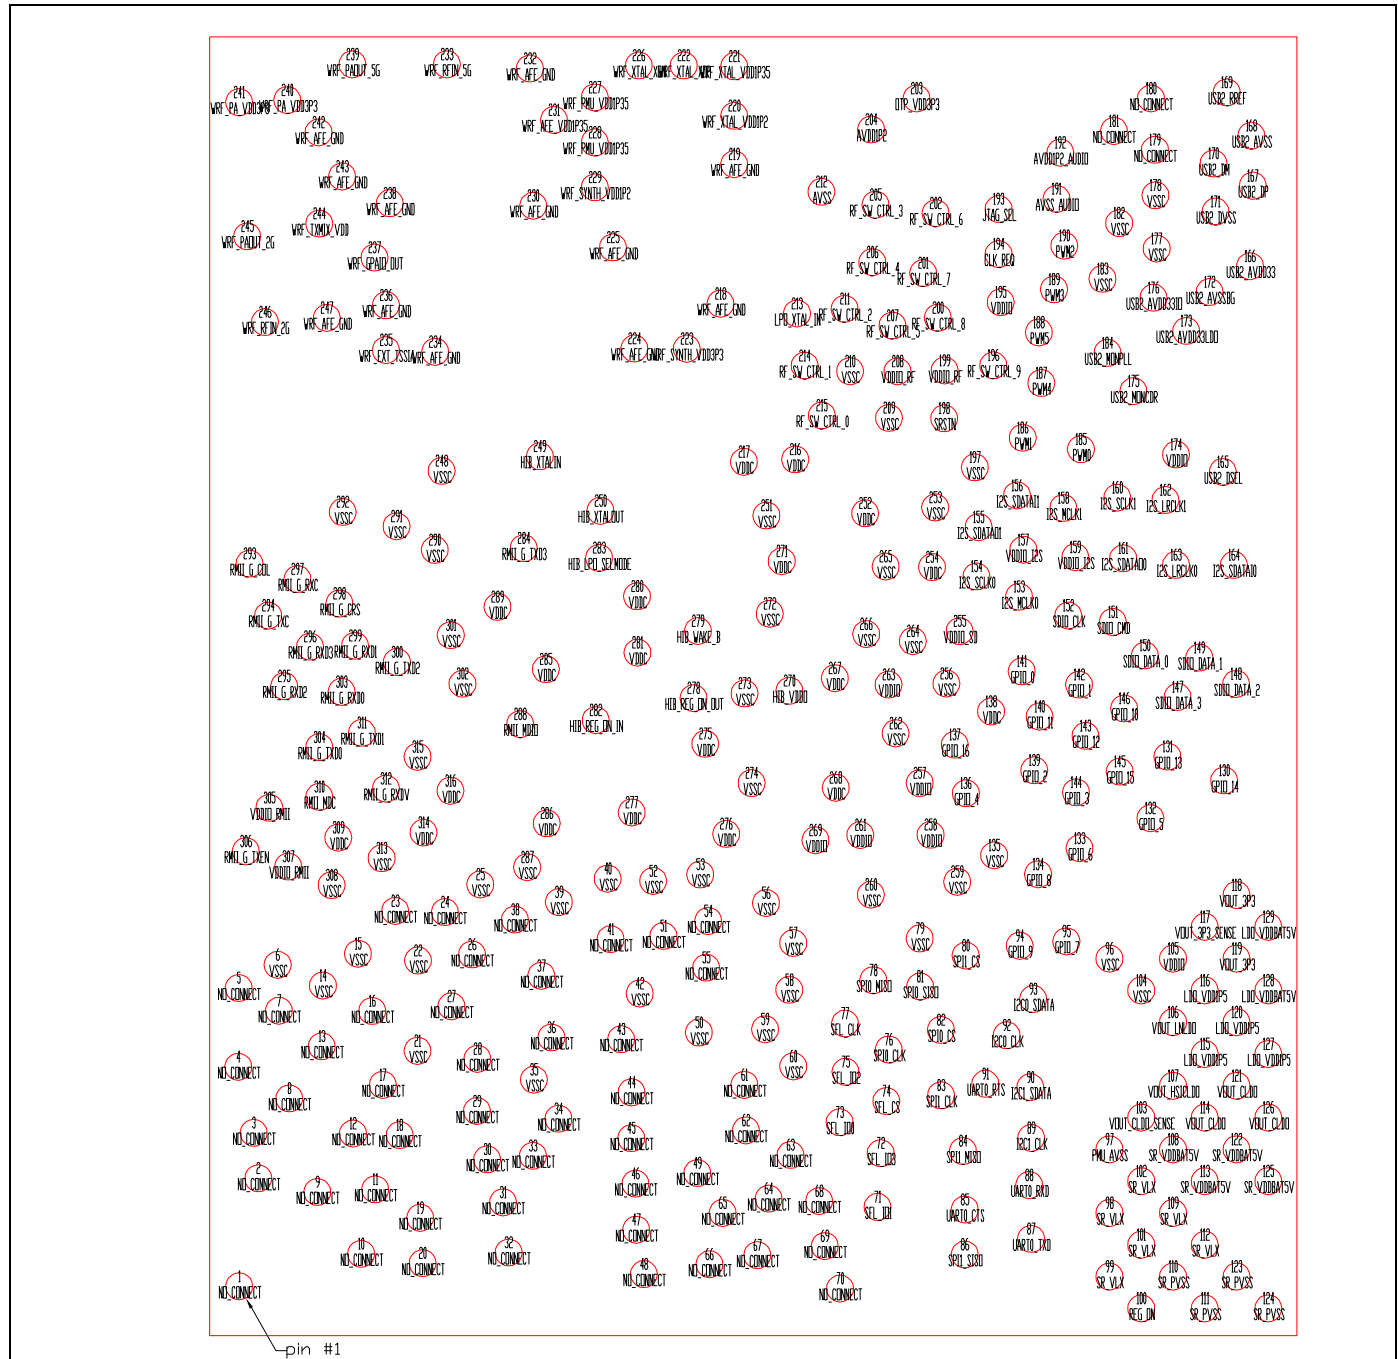 239
WRF_PAOUT_5G
233
WRF_RFIN_5G
232
WRF_AFE_GND
226
222
221
WRF_XTAL_VDD1P35
241
240
WRF_PA_VDD3P3
227
WRF_PMU_VDD1P35
203
OTP_VDD3P3
180
NO_CONNECT
169
USB2_RREF
242
WRF_AFE_GND
231
WRF_AFE_VDD1P35
228
WRF_PMU_VDD1P35
220
WRF_XTAL_VDD1P2
204
AVDD1P2
181
NO_CONNECT
168
USB2_AVSS
243
WRF_AFE_GND
219
WRF_AFE_GND
192
AVDD1P2_AUDIO
179
NO_CONNECT
170
USB2_DM
238
WRF_AFE_GND
230
WRF_AFE_GND
229
WRF_SYNTH_VDD1P2
212
AVSS
205
RF_SW_CTRL_3
202
RF_SW_CTRL_6
193
JTAG_SEL
191
AVSS_AUDIO
178
VSSC
167
USB2_DP
171
USB2_DVSS
245
WRF_PAOUT_2G
244
WRF_TXMIX_VDD
182
VSSC
237
WRF_GPAIO_OUT
225
WRF_AFE_GND
206
RF_SW_CTRL_4
201
RF_SW_CTRL_7
194
CLK_REQ
190
PWM2
177
VSSC
166
USB2_AVDD33
183
VSSC
189
PWM3
176
USB2_AVDD33IO
172
USB2_AVSSBG
246
WRF_RFIN_2G
247
WRF_AFE_GND
236
WRF_AFE_GND
218
WRF_AFE_GND
213
LPO_XTAL_IN
211
RF_SW_CTRL_2
207
RF_SW_CTRL_5
200
RF_SW_CTRL_8
195
VDDIO
188
PWM5
173
USB2_AVDD33LDO
235
WRF_EXT_TSSIA
234
WRF_AFE_GND
224
WRF_AFE_GND
223
WRF_SYNTH_VDD3P3
214
RF_SW_CTRL_1
210
VSSC
208
VDDIO_RF
199
VDDIO_RF
196
RF_SW_CTRL_9
184
USB2_MONPLL
187
PWM4
175
USB2_MONCDR
215
RF_SW_CTRL_0
209
VSSC
198
SRSTN
186
PWM1
185
PWM0
248
VSSC
249
HIB_XTALIN
217
VDDC
216
VDDC
197
VSSC
174
VDDIO
165
USB2_DSEL
292
VSSC
291
VSSC
250
HIB_XTALOUT
251
VSSC
252
VDDC
253
VSSC
156
I2S_SDATAI1
158
I2S_MCLK1
160
I2S_SCLK1
162
I2S_LRCLK1
155
I2S_SDATAO1
290
VSSC
284
RMII_G_TXD3
283
HIB_LPO_SELMODE
271
VDDC
265
VSSC
254
VDDC
157
VDDIO_I2S
159
VDDIO_I2S
161
I2S_SDATAO0
163
I2S_LRCLK0
164
I2S_SDATAI0
293
RMII_G_COL
297
RMII_G_RXC
154
I2S_SCLK0
153
I2S_MCLK0
294
RMII_G_TXC
298
RMII_G_CRS
289
VDDC
280
VDDC
272
VSSC
152
SDIO_CLK
151
SDIO_CMD
296
RMII_G_RXD3
299
RMII_G_RXD1
300
RMII_G_TXD2
301
VSSC
281
VDDC
279
HIB_WAKE_B
266
VSSC
264
VSSC
255
VDDIO_SD
150
SDIO_DATA_0
149
SDIO_DATA_1
295
RMII_G_RXD2
303
RMII_G_RXD0
302
VSSC
285
VDDC
278
HIB_REG_ON_OUT
273
VSSC
270
HIB_VDDO
267
VDDC
263
VDDIO
256
VSSC
141
GPIO_0
142
GPIO_1
147
SDIO_DATA_3
148
SDIO_DATA_2
304
RMII_G_TXD0
311
RMII_G_TXD1
288
RMII_MDIO
282
HIB_REG_ON_IN
275
VDDC
262
VSSC
138
VDDC
140
GPIO_11
146
GPIO_10
143
GPIO_12
137
GPIO_16
315
VSSC
131
GPIO_13
305
VDDIO_RMII
310
RMII_MDC
312
RMII_G_RXDV
316
VDDC
274
VSSC
268
VDDC
257
VDDIO
136
GPIO_4
139
GPIO_2
144
GPIO_3
145
GPIO_15
130
GPIO_14
306
RMII_G_TXEN
309
VDDC
314
VDDC
286
VDDC
277
VDDC
276
VDDC
269
VDDIO
261
VDDIO
258
VDDIO
132
GPIO_5
307
VDDIO_RMII
313
VSSC
287
VSSC
135
VSSC
133
GPIO_6
308
VSSC
25
VSSC
40
VSSC
52
VSSC
53
VSSC
260
VSSC
259
VSSC
134
GPIO_8
23
NO_CONNECT
24
NO_CONNECT
38
NO_CONNECT
39
VSSC
54
NO_CONNECT
56
VSSC
118
VOUT_3P3
6
VSSC
15
VSSC
22
VSSC
26
NO_CONNECT
41
NO_CONNECT
51
NO_CONNECT
57
VSSC
79
VSSC
80
SPI1_CS
94
GPIO_9
95
GPIO_7
96
VSSC
117
VOUT_3P3_SENSE
129
LDO_VDDBAT5V
105
VDDIO
119
VOUT_3P3
5
NO_CONNECT
14
VSSC
37
NO_CONNECT
55
NO_CONNECT
42
VSSC
58
VSSC
78
SPI0_MISO
81
SPI0_SISO
93
I2C0_SDATA
104
VSSC
116
LDO_VDD1P5
128
LDO_VDDBAT5V
7
NO_CONNECT
16
NO_CONNECT
27
NO_CONNECT
77
SFL_CLK
82
SPI0_CS
92
I2C0_CLK
106
VOUT_LNLDO
120
LDO_VDD1P5
13
NO_CONNECT
21
VSSC
28
NO_CONNECT
36
NO_CONNECT
43
NO_CONNECT
50
VSSC
59
VSSC
76
SPI0_CLK
115
LDO_VDD1P5
127
LDO_VDD1P5
4
NO_CONNECT
17
NO_CONNECT
35
VSSC
44
NO_CONNECT
61
NO_CONNECT
60
VSSC
75
SFL_IO2
74
SFL_CS
83
SPI1_CLK
91
UART0_RTS
90
I2C1_SDATA
107
VOUT_HSICLDO
121
VOUT_CLDO
8
NO_CONNECT
29
NO_CONNECT
34
NO_CONNECT
73
SFL_IO0
103
VOUT_CLDO_SENSE
114
VOUT_CLDO
126
VOUT_CLDO
3
NO_CONNECT
12
NO_CONNECT
18
NO_CONNECT
45
NO_CONNECT
62
NO_CONNECT
89
I2C1_CLK
30
NO_CONNECT
33
NO_CONNECT
63
NO_CONNECT
72
SFL_IO3
84
SPI1_MISO
97
PMU_AVSS
108
SR_VDDBAT5V
122
SR_VDDBAT5V
2
NO_CONNECT
9
NO_CONNECT
11
NO_CONNECT
46
NO_CONNECT
49
NO_CONNECT
88
UART0_RXD
102
SR_VLX
113
SR_VDDBAT5V
125
SR_VDDBAT5V
19
NO_CONNECT
31
NO_CONNECT
65
NO_CONNECT
64
NO_CONNECT
68
NO_CONNECT
71
SFL_IO1
85
UART0_CTS
98
SR_VLX
109
SR_VLX
10
NO_CONNECT
20
NO_CONNECT
32
NO_CONNECT
47
NO_CONNECT
66
NO_CONNECT
67
NO_CONNECT
69
NO_CONNECT
86
SPI1_SISO
87
UART0_TXD
101
SR_VLX
112
SR_VLX
1
NO_CONNECT
48
NO_CONNECT
70
NO_CONNECT
99
SR_VLX
110
SR_PVSS
123
SR_PVSS
100
REG_ON
111
SR_PVSS
124
SR_PVSS
pin #1